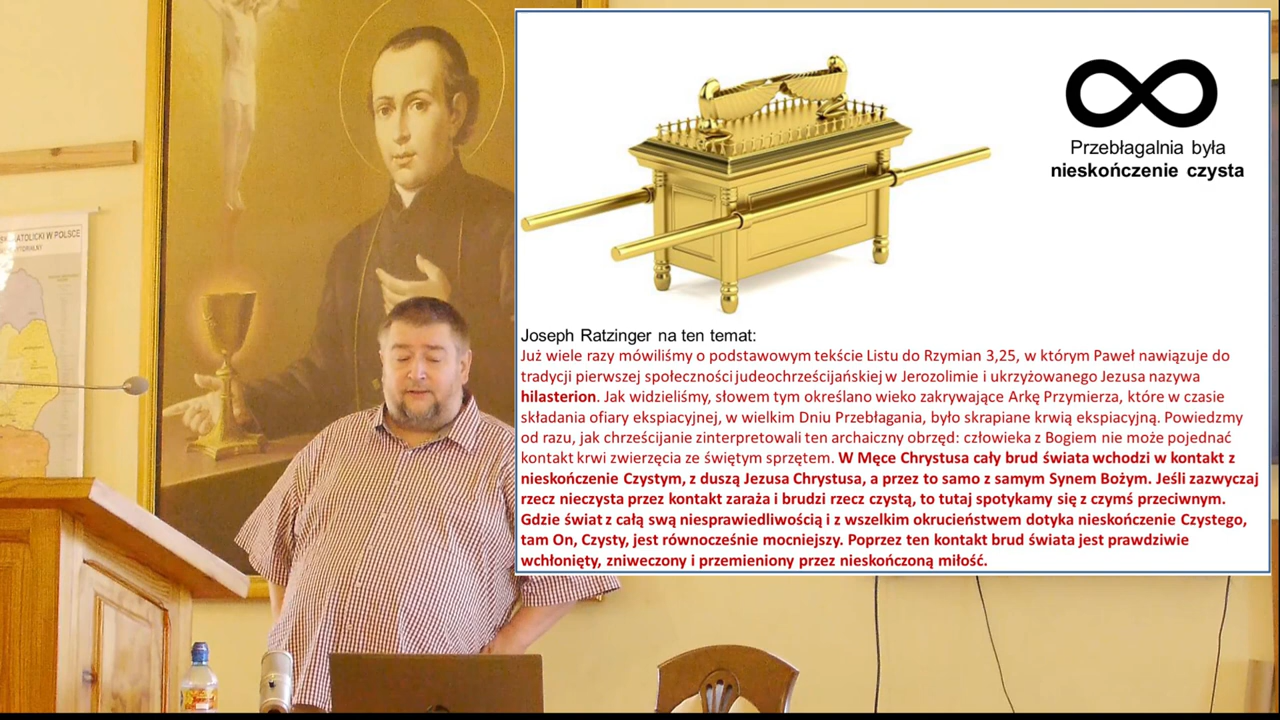 Przebłagalnia była
nieskończenie czysta
Joseph Ratzinger na ten temat:
Już wiele razy mówiliśmy o podstawowym tekście Listu do Rzymian 3,25, w którym Paweł nawiązuje do
tradycji pierwszej społeczności judeochrześcijańskiej w Jerozolimie i ukrzyżowanego Jezusa nazywa
hilasterion. Jak widzieliśmy, słowem tym określano wieko zakrywające Arkę Przymierza, które w czasie
składania ofiary ekspiacyjnej, w wielkim Dniu Przebłagania, było skrapiane krwią ekspiacyjną. Powiedzmy
od razu, jak chrześcijanie zinterpretowali ten archaiczny obrzęd: człowieka z Bogiem nie może pojednać
kontakt krwi zwierzęcia ze świętym sprzętem. W Męce Chrystusa cały brud świata wchodzi w kontakt z
nieskończenie Czystym, z duszą Jezusa Chrystusa, a przez to samo z samym Synem Bożym. Jeśli zazwyczaj
rzecz nieczysta przez kontakt zaraża i brudzi rzecz czystą, to tutaj spotykamy się z czymś przeciwnym.
Gdzie świat z całą swą niesprawiedliwością i z wszelkim okrucieństwem dotyka nieskończenie Czystego,
tam On, Czysty, jest równocześnie mocniejszy. Poprzez ten kontakt brud świata jest prawdziwie
wchłonięty, zniweczony i przemieniony przez nieskończoną miłość.
ATOLICKI W POLSCE